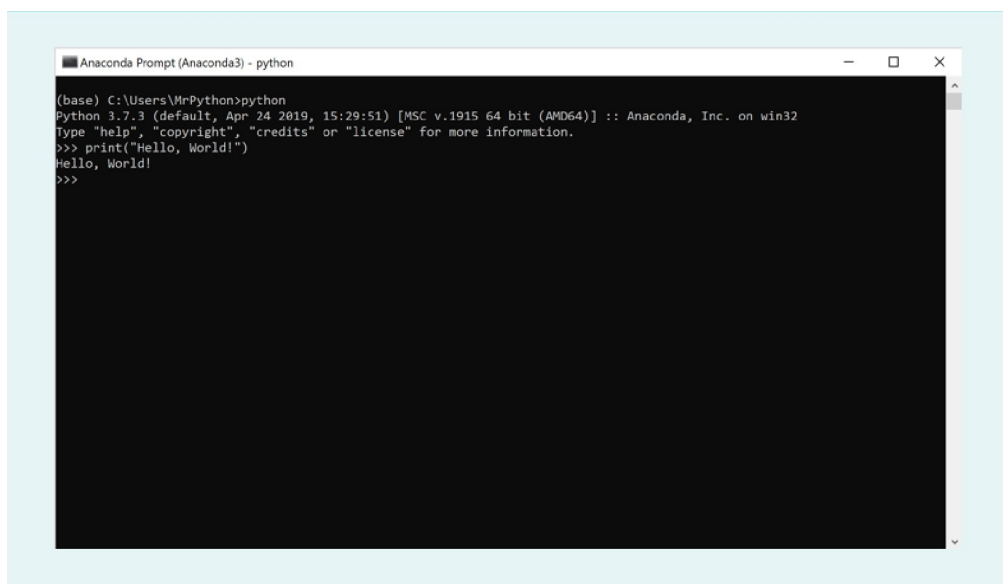 Anaconda Prompt (Anaconda3) - python
(base) C:\Users\MrPython>python
Python 3.7.3 (default, Apr 24 2019, 15:29:51) [MSC v.1915 64 bit (AMD64)] :: Anaconda, Inc. on win32
Type "help", "copyright", "credits" or "license" for more information.
>>> print("Hello, World!")
Hello, World!
>>>